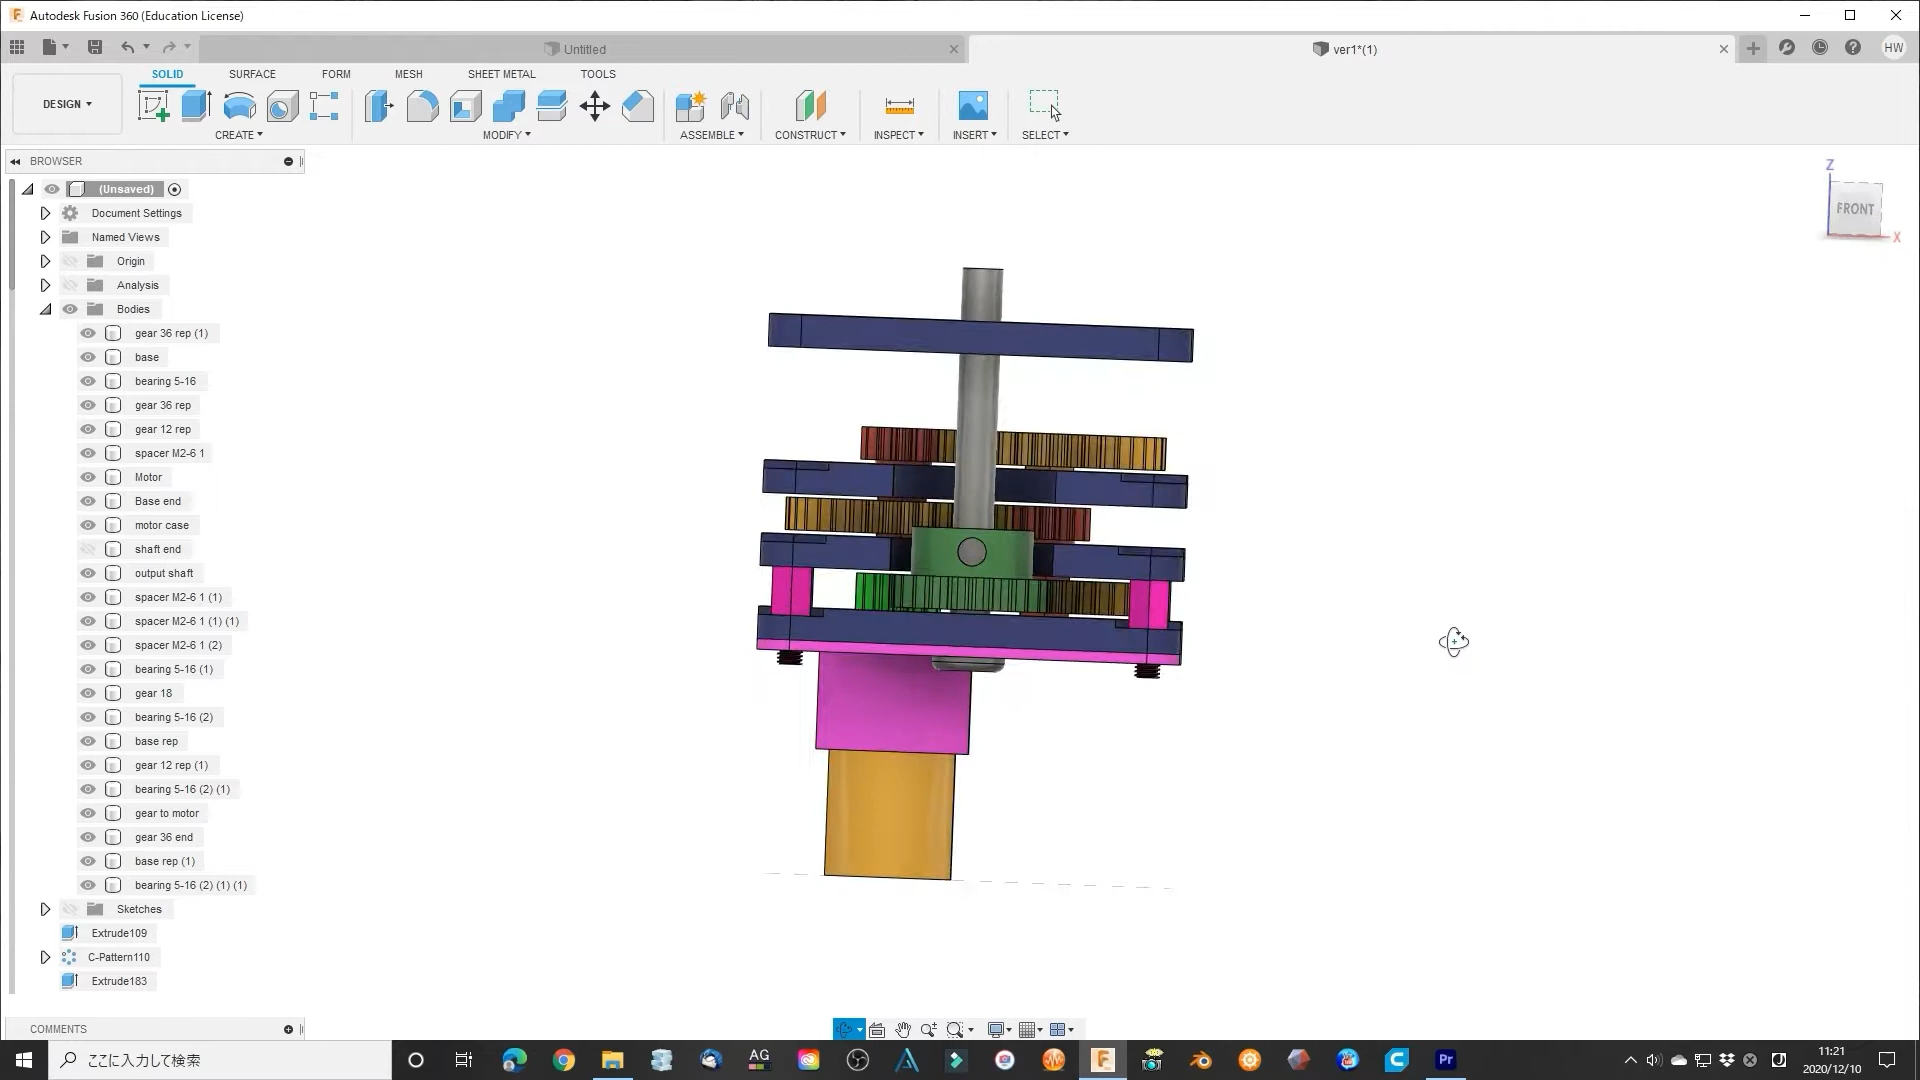 Autodesk Fusion 360 (Education License)
Untitled
ver1*(1)
HW
DESIGN
SOLID
SURFACE
FORM
MESH
SHEET METAL
TOOLS
CREATE
MODIFY
ASSEMBLE
CONSTRUCT
INSPECT
INSERT
SELECT
BROWSER
(Unsaved)
Document Settings
Named Views
Origin
Analysis
Bodies
gear 36 rep (1)
base
bearing 5-16
gear 36 rep
gear 12 rep
spacer M2-6 1
Motor
Base end
motor case
shaft end
output shaft
spacer M2-6 1 (1)
spacer M2-6 1 (1) (1)
spacer M2-6 1 (2)
bearing 5-16 (1)
gear 18
bearing 5-16 (2)
base rep
gear 12 rep (1)
bearing 5-16 (2) (1)
gear to motor
gear 36 end
base rep (1)
bearing 5-16 (2) (1) (1)
Sketches
Extrude109
C-Pattern110
Extrude183
COMMENTS
Z
FRONT
X
ここに入力して検索
AG
Pr
11:21
2020/12/10